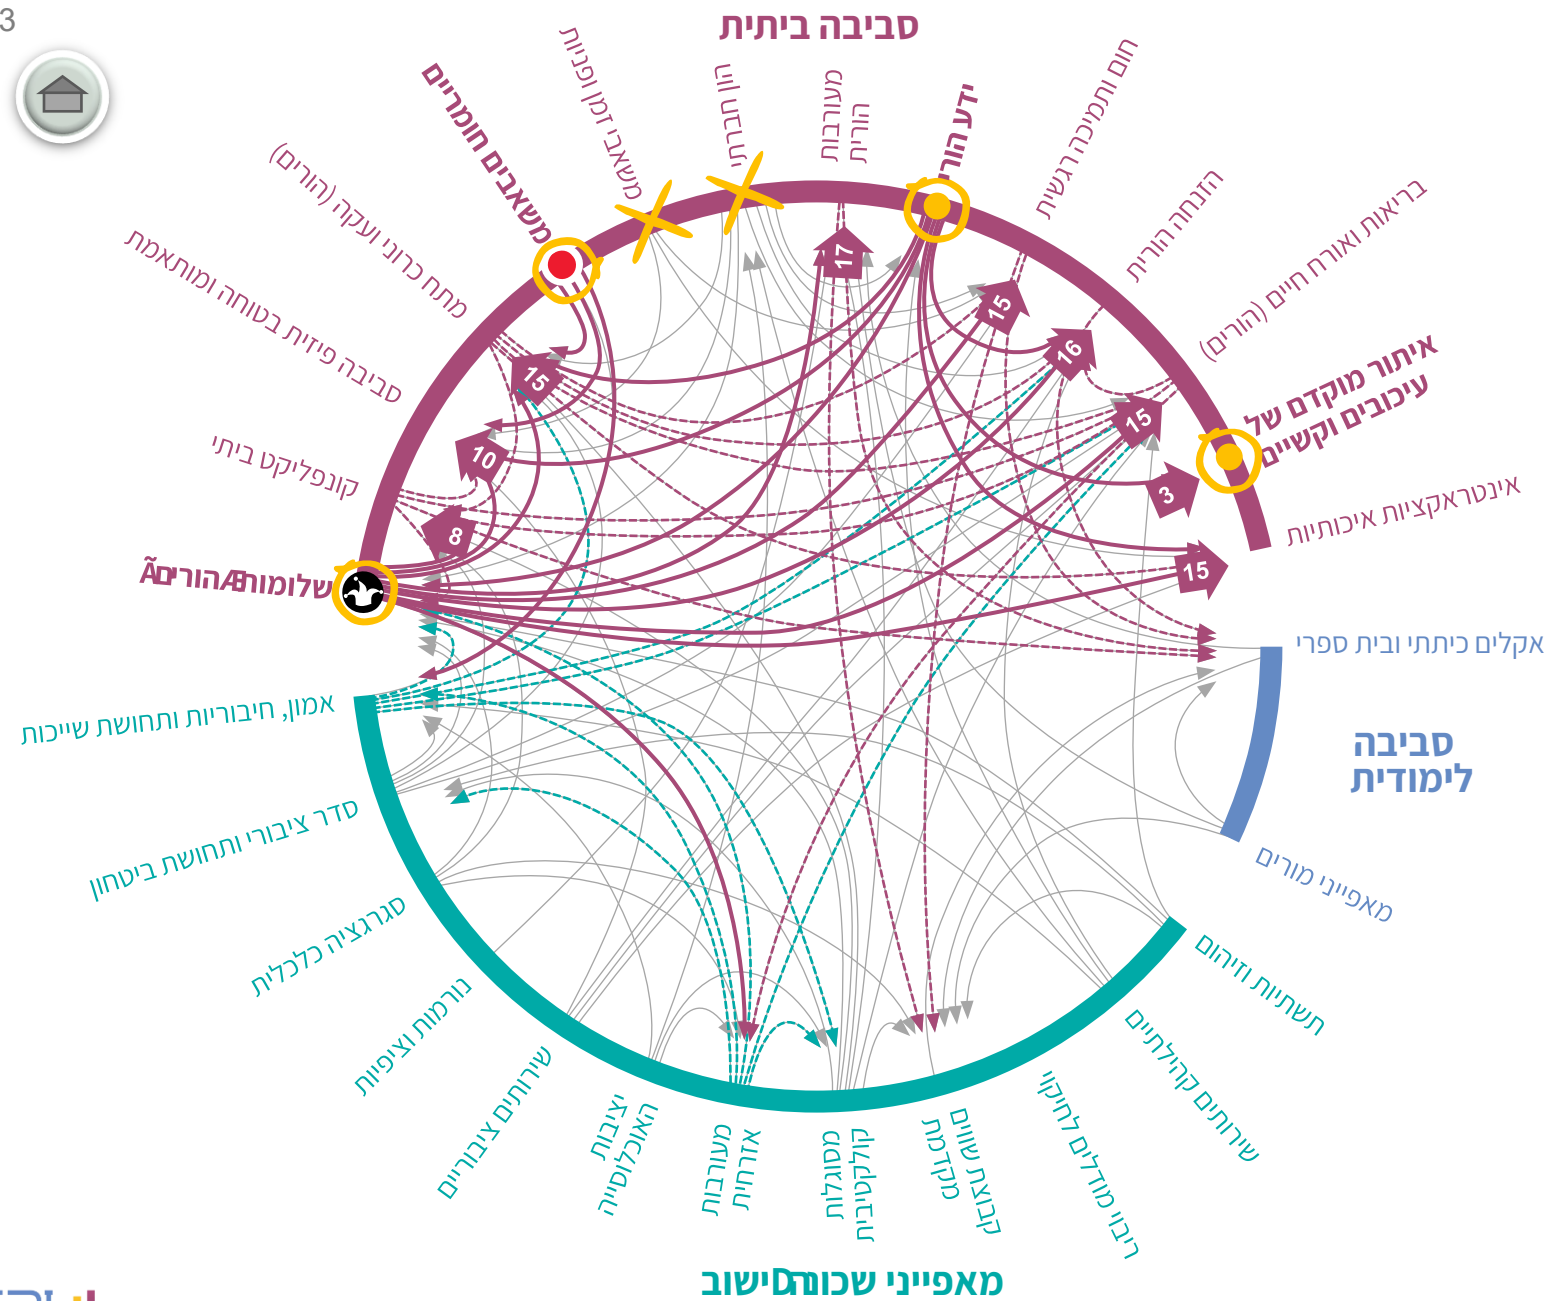 3
סביבה ביתית
משאבים חומריים
משאבי זמן ופניות
הון חברתי
מעורבות
הורית
ידע הורי
חום ותמיכה רגשית
הזנחה הורית
בריאות ואורח חיים (הורים)
איתור מוקדם של
עיכובים וקשיים
אינטראקציות איכותיות
מתח כרוני ועקה (הורים)
סביבה פיזית בטוחה ומותאמת
קונפליקט ביתי
17
15
16
15
3
15
15
10
8
אקלים כיתתי ובית ספרי
סביבה
לימודית
מאפייני מורים
תשתיות וזיהום
שירותים קהילתיים
ריבוי מודלים לחיקוי
קבוצת שווים
מקדמת
מסוגלות
קולקטיבית
מעורבות
אזרחית
יציבות
האוכלוסייה
שירותים ציבוריים
נורמות וציפיות
סגרגציה כלכלית
סדר ציבורי ותחושת ביטחון
אמון, חיבוריות ותחושת שייכות
מאפייני